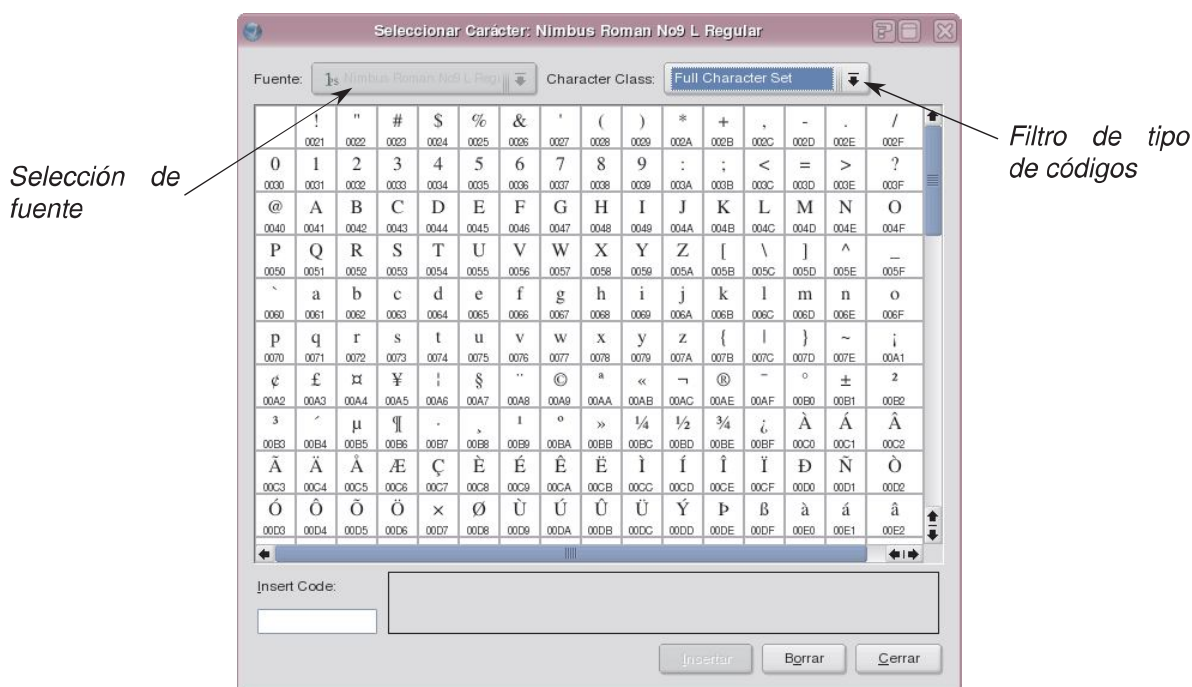 Seleccionar Carácter: Nimbus Roman No9 L Regular
Fuente: Nimbus Roman No9 L Regu Character Class: Full Character Set
Selección de
fuente
Filtro de tipo
de códigos
! " # $ % & ' ( ) * + , - . /
0021 0022 0023 0024 0025 0026 0027 0028 0029 002A 002B 002C 002D 002E 002F
0 1 2 3 4 5 6 7 8 9 : ; < = > ?
0030 0031 0032 0033 0034 0035 0036 0037 0038 0039 003A 003B 003C 003D 003E 003F
@ A B C D E F G H I J K L M N O
0040 0041 0042 0043 0044 0045 0046 0047 0048 0049 004A 004B 004C 004D 004E 004F
P Q R S T U V W X Y Z [ \ ] ^ _
0050 0051 0052 0053 0054 0055 0056 0057 0058 0059 005A 005B 005C 005D 005E 005F
` a b c d e f g h i j k l m n o
0060 0061 0062 0063 0064 0065 0066 0067 0068 0069 006A 006B 006C 006D 006E 006F
p q r s t u v w x y z { | } ~ ¡
0070 0071 0072 0073 0074 0075 0076 0077 0078 0079 007A 007B 007C 007D 007E 00A1
¢ £ ¤ ¥ ¦ § ¨ © ª « ¬ ® ¯ ° ± ²
00A2 00A3 00A4 00A5 00A6 00A7 00A8 00A9 00AA 00AB 00AC 00AE 00AF 00B0 00B1 00B2
³ ´ µ ¶ · ¸ ¹ º » ¼ ½ ¾ ¿ À Á Â
00B3 00B4 00B5 00B6 00B7 00B8 00B9 00BA 00BB 00BC 00BD 00BE 00BF 00C0 00C1 00C2
Ã Ä Å Æ Ç È É Ê Ë Ì Í Î Ï Ð Ñ Ò
00C3 00C4 00C5 00C6 00C7 00C8 00C9 00CA 00CB 00CC 00CD 00CE 00CF 00D0 00D1 00D2
Ó Ô Õ Ö × Ø Ù Ú Û Ü Ý Þ ß à á â
00D3 00D4 00D5 00D6 00D7 00D8 00D9 00DA 00DB 00DC 00DD 00DE 00DF 00E0 00E1 00E2
Insert Code:
Insertar Borrar Cerrar